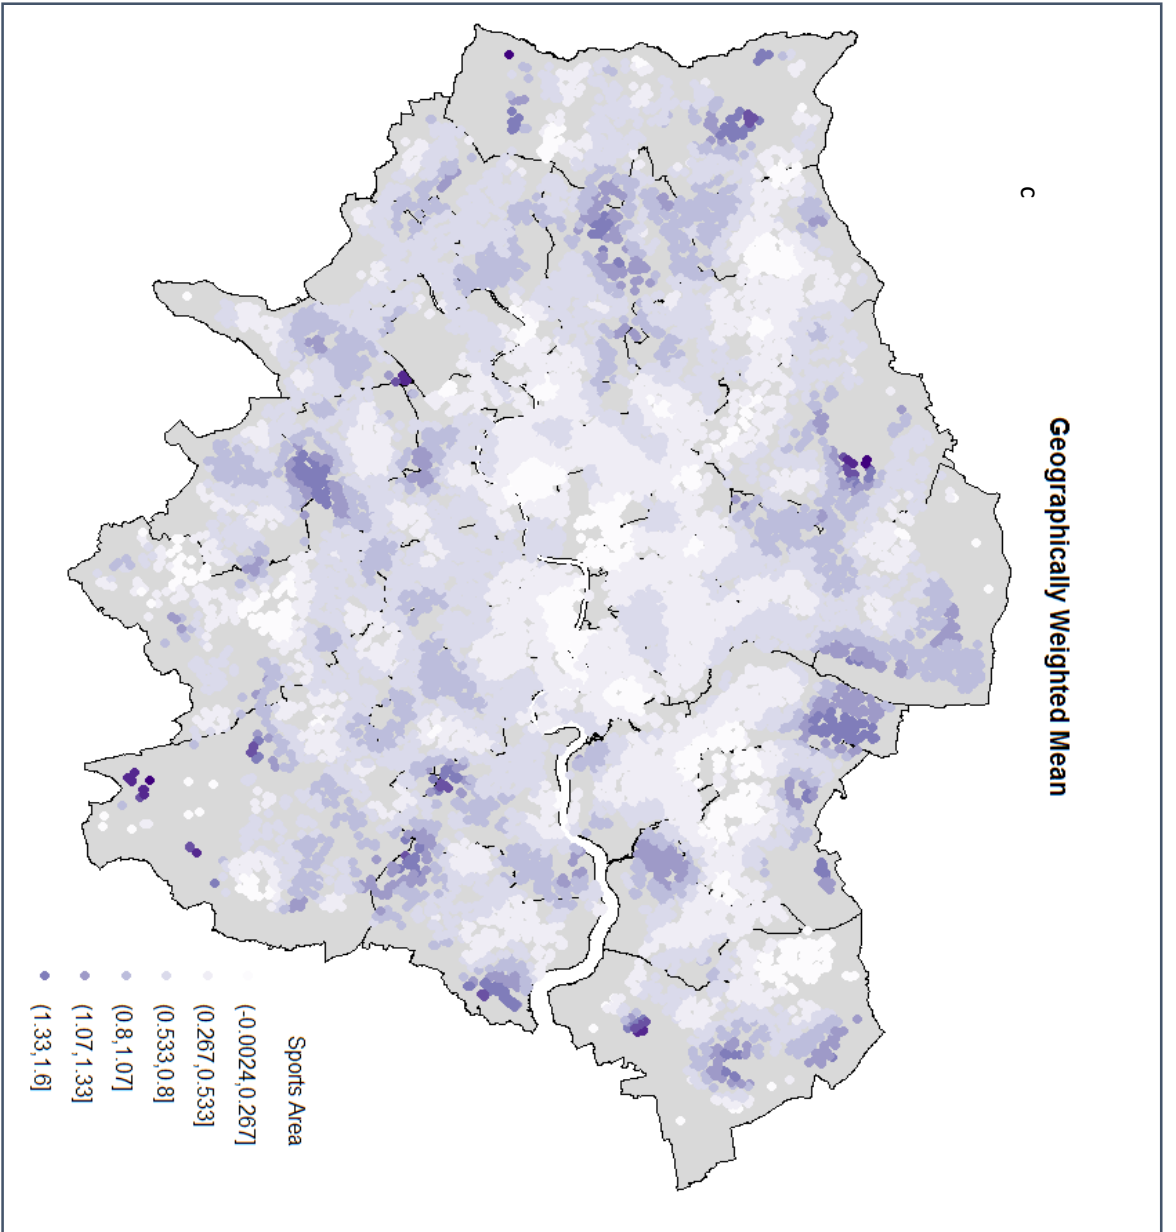 Geographically Weighted Mean
c
Sports Area
(-0.0024,0.267]
(0.267,0.533]
(0.533,0.8]
(0.8,1.07]
(1.07,1.33]
(1.33,1.6]